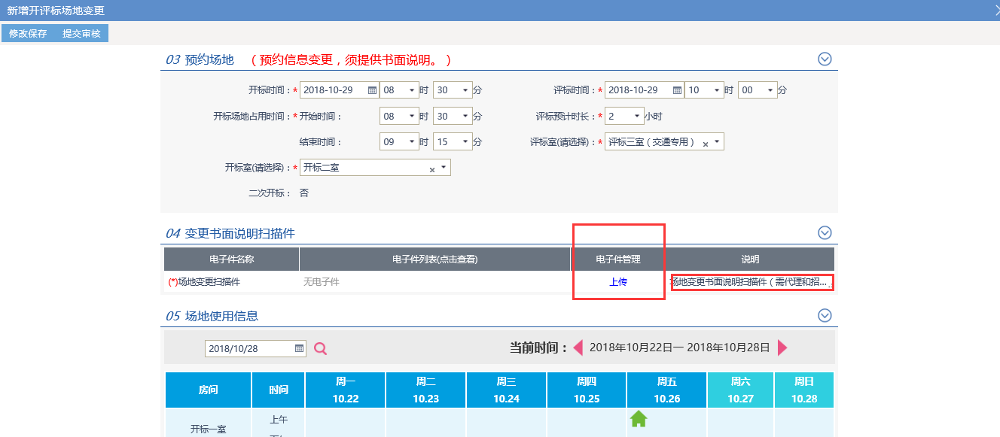 新增开评标场地变更
修改保存 提交审核
03 预约场地 （预约信息变更，须提供书面说明。）
开标时间：* 2018-10-29 08 时 30 分 评标时间：* 2018-10-29 10 时 00 分
开标场地占用时间：* 开始时间： 08 时 30 分 评标预计时长：* 2 小时
结束时间： 09 时 15 分 评标室(请选择)：* 评标三室（交通专用） ×
开标室(请选择)：* 开标二室 ×
二次开标： 否
04 变更书面说明扫描件
电子件名称 电子件列表(点击查看) 电子件管理 说明
(*)场地变更扫描件 无电子件 上传 场地变更书面说明扫描件（需代理和招...
05 场地使用信息
2018/10/28 当前时间： 2018年10月22日— 2018年10月28日
房间 时间 周一 周二 周三 周四 周五 周六 周日
10.22 10.23 10.24 10.25 10.26 10.27 10.28
上午
开标一室